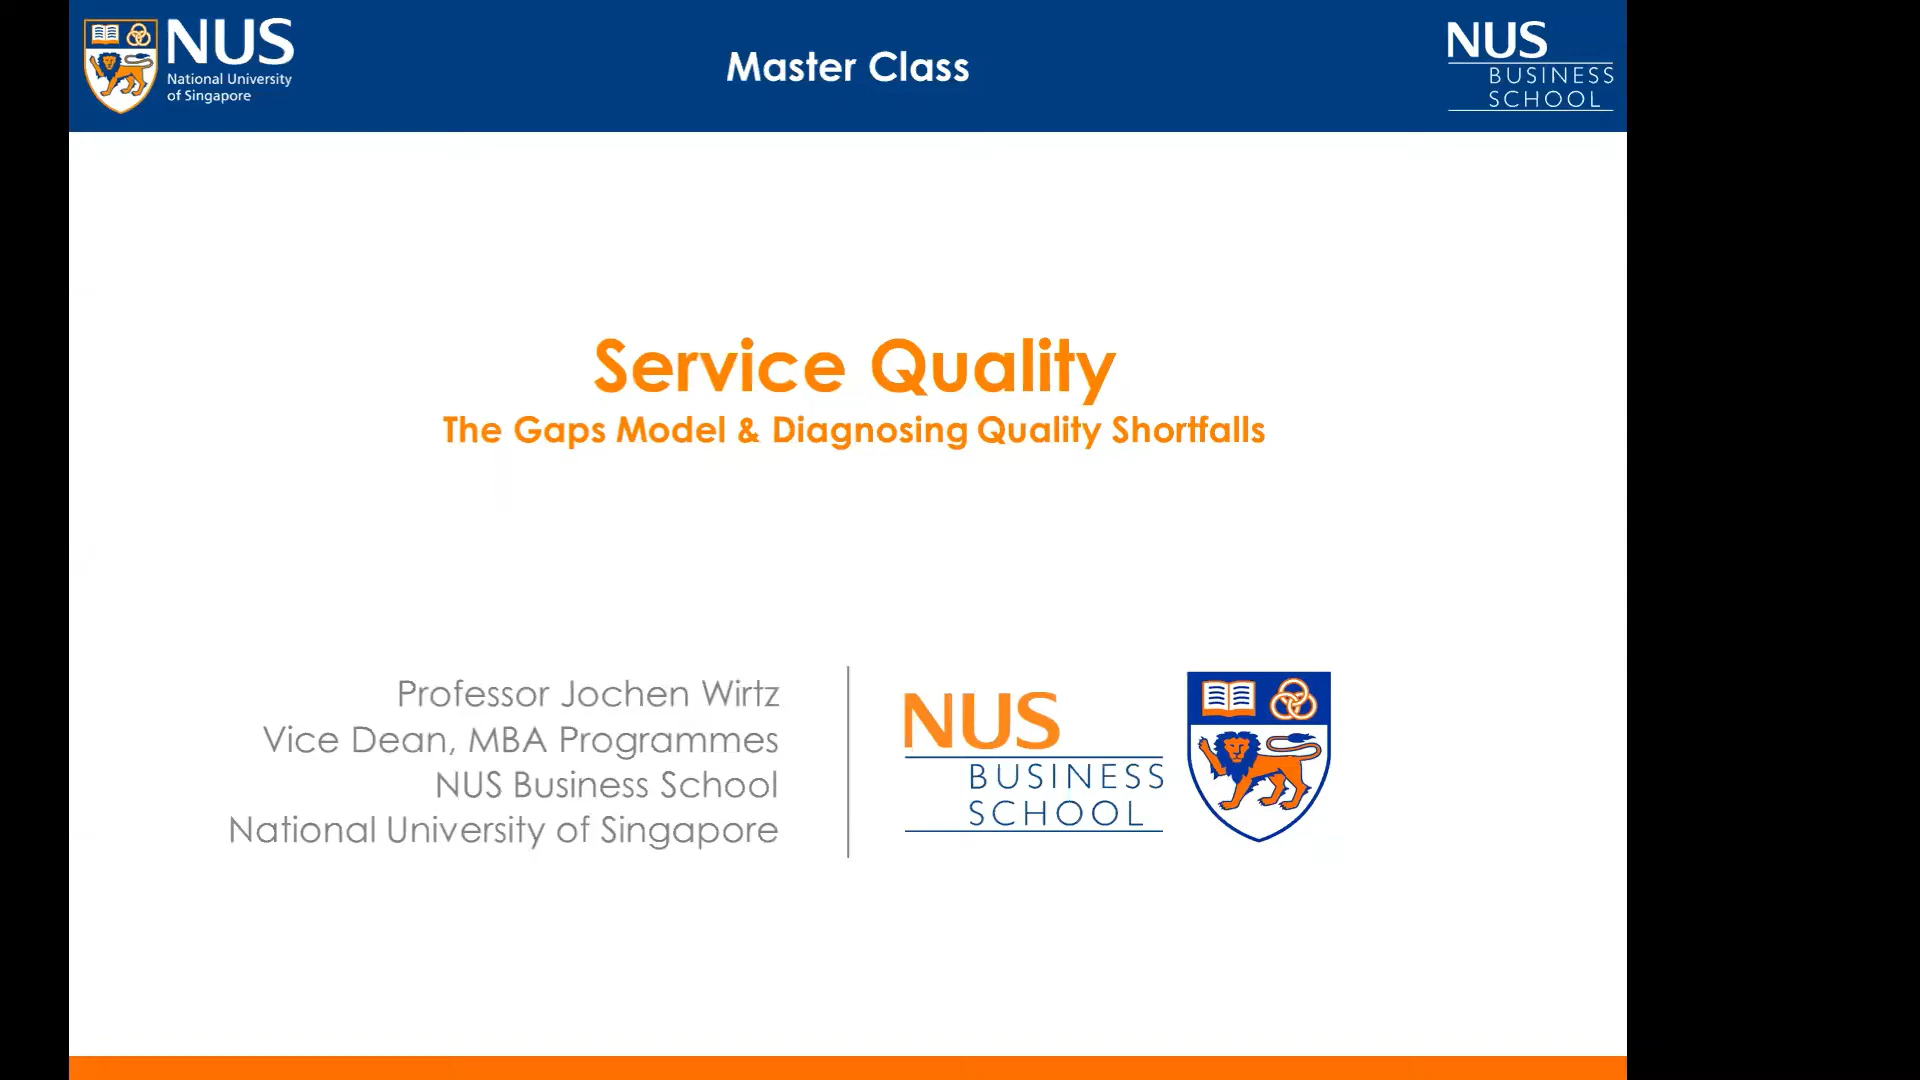 NUS
National University
of Singapore
Master Class
NUS
BUSINESS
SCHOOL
Service Quality
The Gaps Model & Diagnosing Quality Shortfalls
Professor Jochen Wirtz
Vice Dean, MBA Programmes
NUS Business School
National University of Singapore
NUS
BUSINESS
SCHOOL